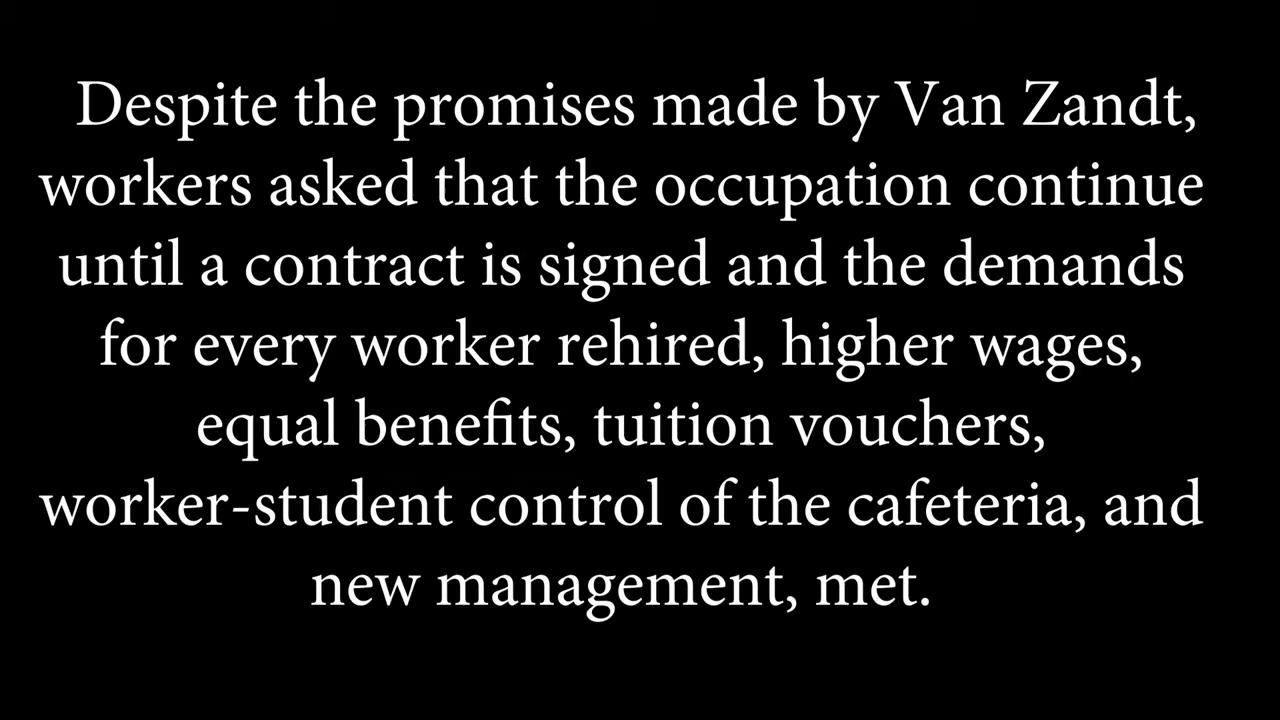 Despite the promises made by Van Zandt,
workers asked that the occupation continue
until a contract is signed and the demands
for every worker rehired, higher wages,
equal benefits, tuition vouchers,
worker-student control of the cafeteria, and
new management, met.